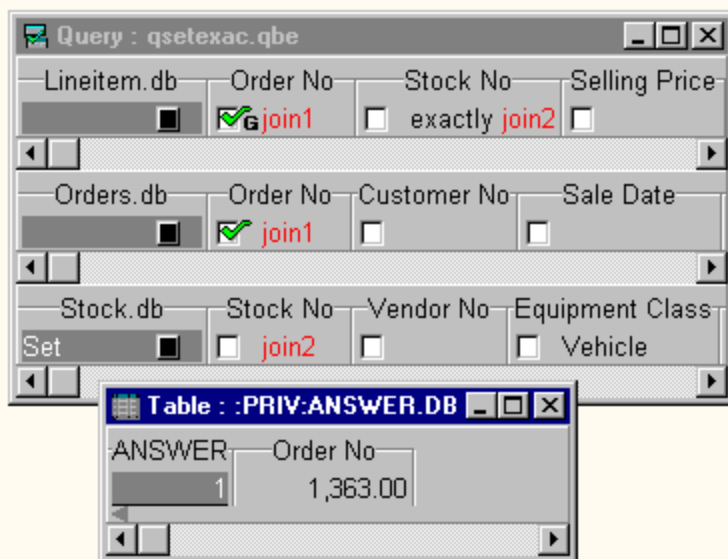 Query : qsetexac.qbe
Lineitem.db Order No Stock No Selling Price
G join1 exactly join2
Orders.db Order No Customer No Sale Date
join1
Stock.db Stock No Vendor No Equipment Class
Set join2 Vehicle
Table : :PRIV:ANSWER.DB
ANSWER Order No
1 1,363.00